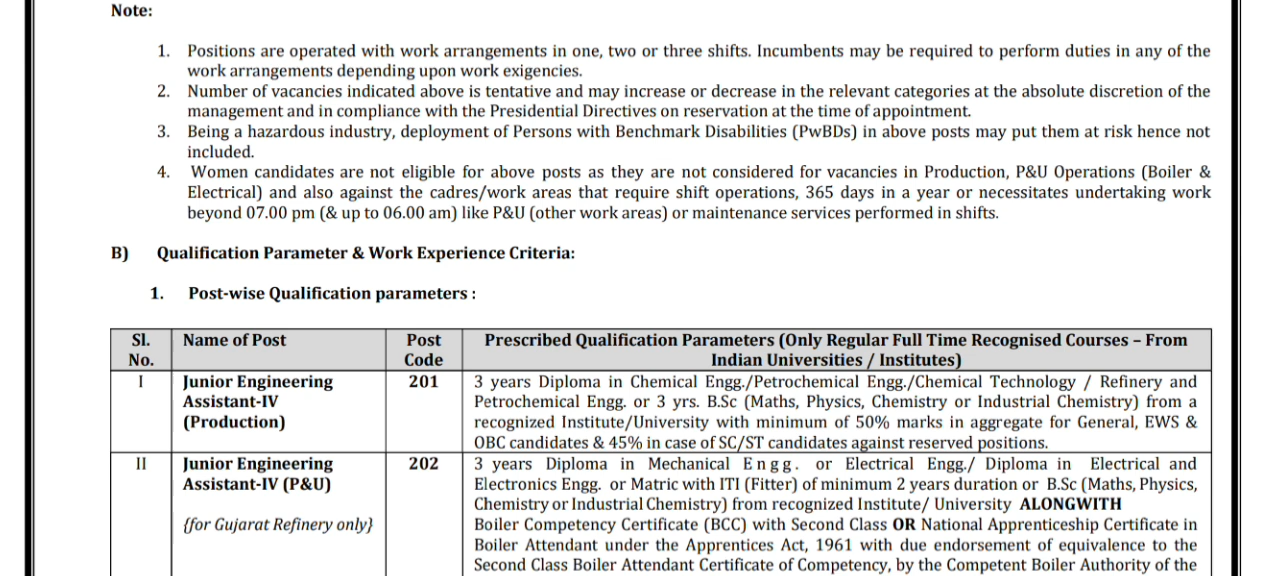 Note:
1. Positions are operated with work arrangements in one, two or three shifts. Incumbents may be required to perform duties in any of the
work arrangements depending upon work exigencies.
2. Number of vacancies indicated above is tentative and may increase or decrease in the relevant categories at the absolute discretion of the
management and in compliance with the Presidential Directives on reservation at the time of appointment.
3. Being a hazardous industry, deployment of Persons with Benchmark Disabilities (PwBDs) in above posts may put them at risk hence not
included.
4. Women candidates are not eligible for above posts as they are not considered for vacancies in Production, P&U Operations (Boiler &
Electrical) and also against the cadres/work areas that require shift operations, 365 days in a year or necessitates undertaking work
beyond 07.00 pm (& up to 06.00 am) like P&U (other work areas) or maintenance services performed in shifts.
B) Qualification Parameter & Work Experience Criteria:
1. Post-wise Qualification parameters :
Sl. No.
Name of Post
Post Code
Prescribed Qualification Parameters (Only Regular Full Time Recognised Courses – From
Indian Universities / Institutes)
I
Junior Engineering
Assistant-IV
(Production)
201
3 years Diploma in Chemical Engg./Petrochemical Engg./Chemical Technology / Refinery and
Petrochemical Engg. or 3 yrs. B.Sc (Maths, Physics, Chemistry or Industrial Chemistry) from a
recognized Institute/University with minimum of 50% marks in aggregate for General, EWS &
OBC candidates & 45% in case of SC/ST candidates against reserved positions.
II
Junior Engineering
Assistant-IV (P&U)
{for Gujarat Refinery only}
202
3 years Diploma in Mechanical Engg. or Electrical Engg./ Diploma in Electrical and
Electronics Engg. or Matric with ITI (Fitter) of minimum 2 years duration or B.Sc (Maths, Physics,
Chemistry or Industrial Chemistry) from recognized Institute/ University ALONGWITH
Boiler Competency Certificate (BCC) with Second Class OR National Apprenticeship Certificate in
Boiler Attendant under the Apprentices Act, 1961 with due endorsement of equivalence to the
Second Class Boiler Attendant Certificate of Competency, by the Competent Boiler Authority of the